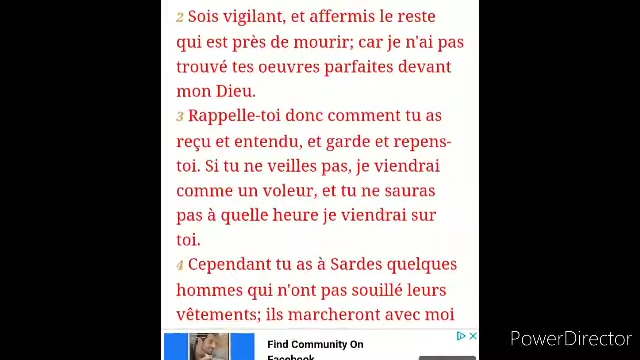 2 Sois vigilant, et affermis le reste
qui est près de mourir; car je n'ai pas
trouvé tes oeuvres parfaites devant
mon Dieu.
3 Rappelle-toi donc comment tu as
reçu et entendu, et garde et repens-
toi. Si tu ne veilles pas, je viendrai
comme un voleur, et tu ne sauras
pas à quelle heure je viendrai sur
toi.
4 Cependant tu as à Sardes quelques
hommes qui n'ont pas souillé leurs
vêtements; ils marcheront avec moi
Find Community On
Facebook
PowerDirector